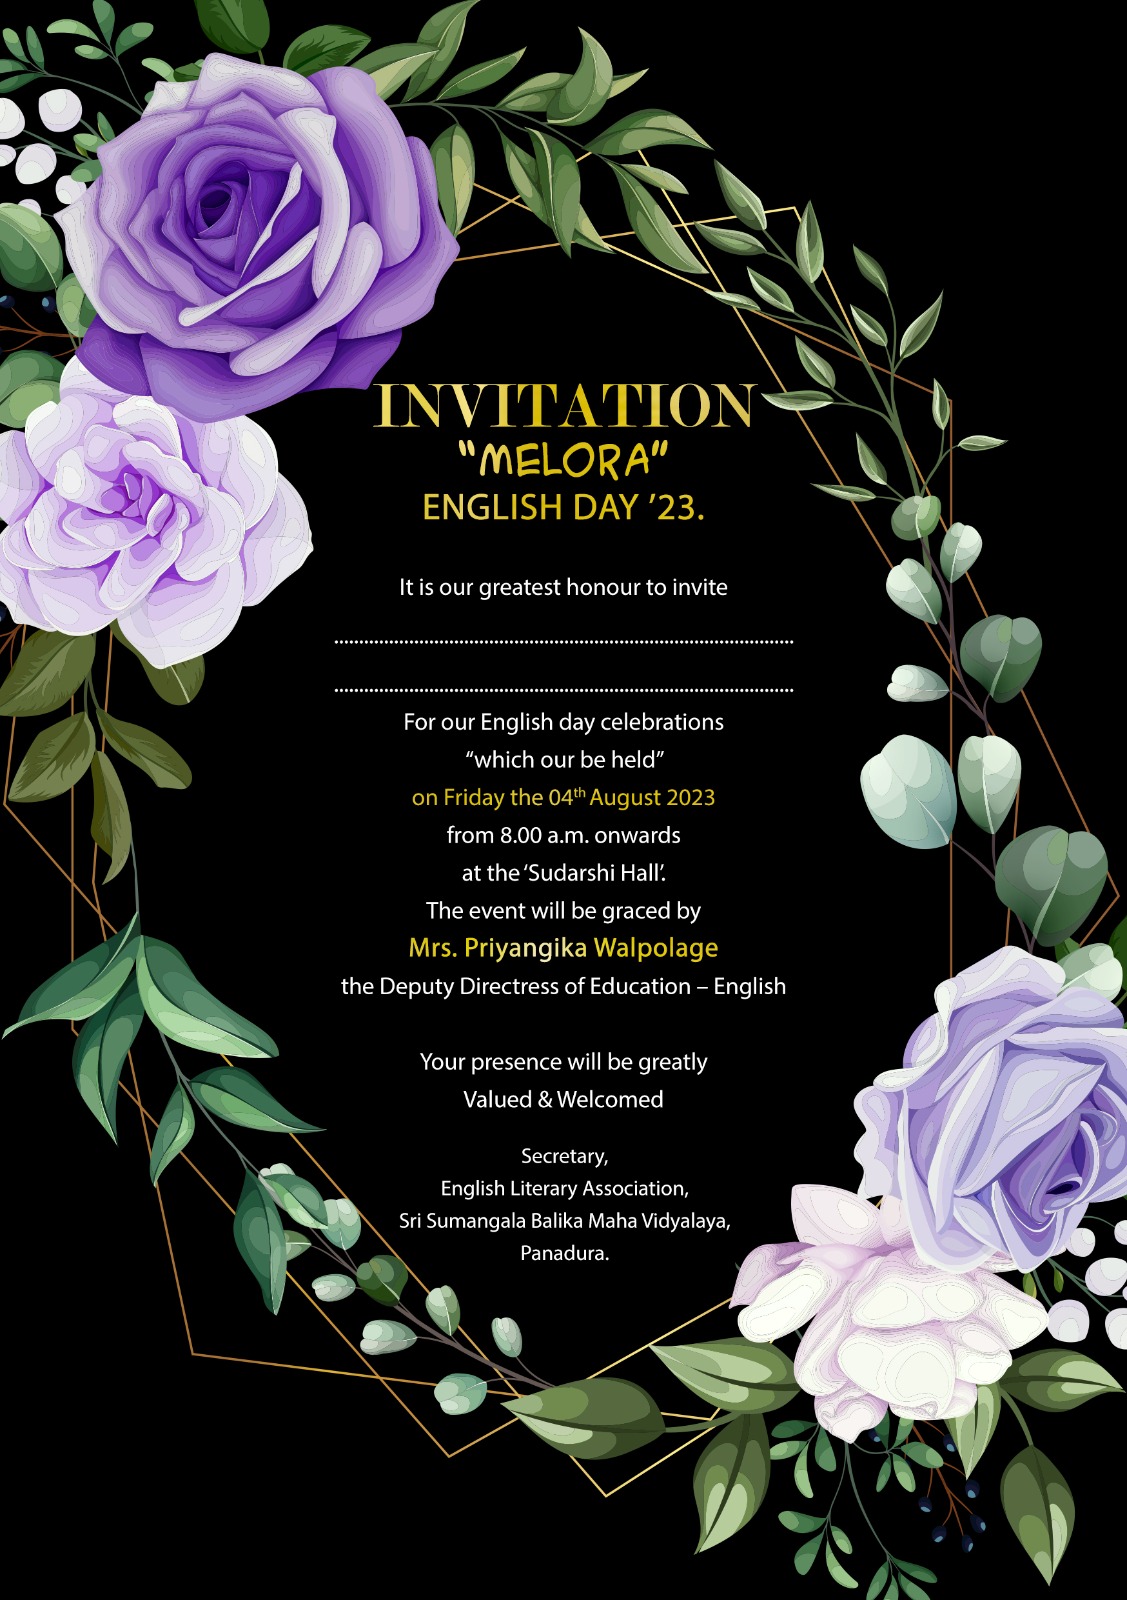 INVITATION
"MELORA"
ENGLISH DAY ’23.
It is our greatest honour to invite
....................................................................................
....................................................................................
For our English day celebrations
“which our be held”
on Friday the 04th August 2023
from 8.00 a.m. onwards
at the ‘Sudarshi Hall’.
The event will be graced by
Mrs. Priyangika Walpolage
the Deputy Directress of Education – English
Your presence will be greatly
Valued & Welcomed
Secretary,
English Literary Association,
Sri Sumangala Balika Maha Vidyalaya,
Panadura.